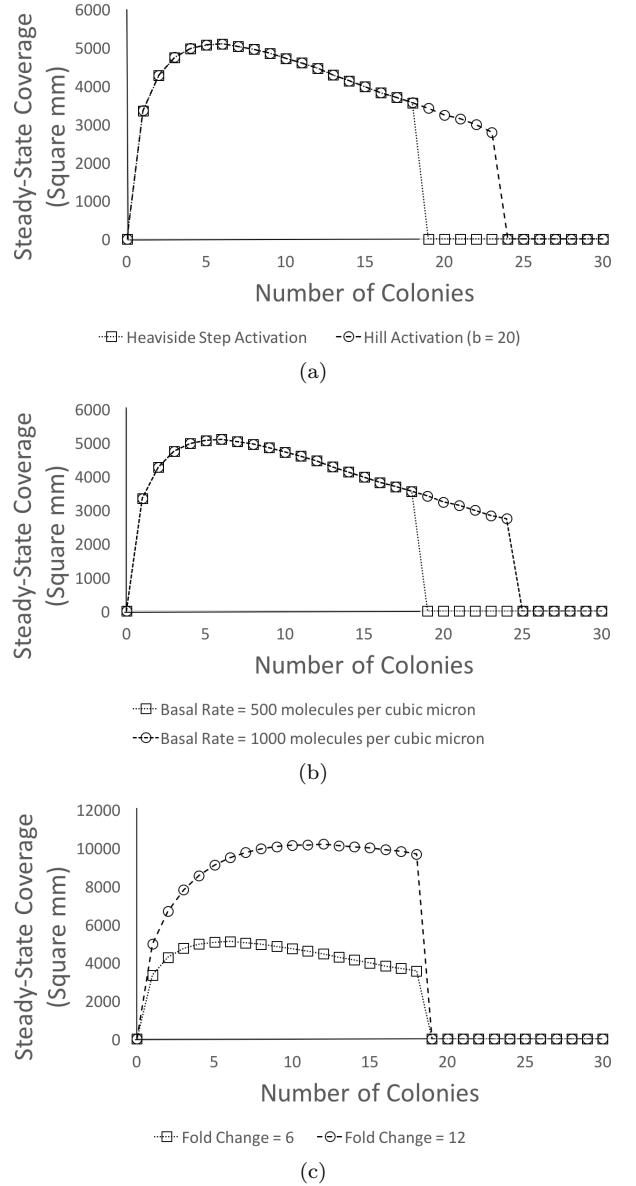 6000
5000
4000
3000
2000
1000
0
Steady-State Coverage
(Square mm)
0 5 10 15 20 25 30
Number of Colonies
Heaviside Step Activation Hill Activation (b = 20)
(a)
6000
5000
4000
3000
2000
1000
0
Steady-State Coverage
(Square mm)
0 5 10 15 20 25 30
Number of Colonies
Basal Rate = 500 molecules per cubic micron
Basal Rate = 1000 molecules per cubic micron
(b)
12000
10000
8000
6000
4000
2000
0
Steady-State Coverage
(Square mm)
0 5 10 15 20 25 30
Number of Colonies
Fold Change = 6 Fold Change = 12
(c)